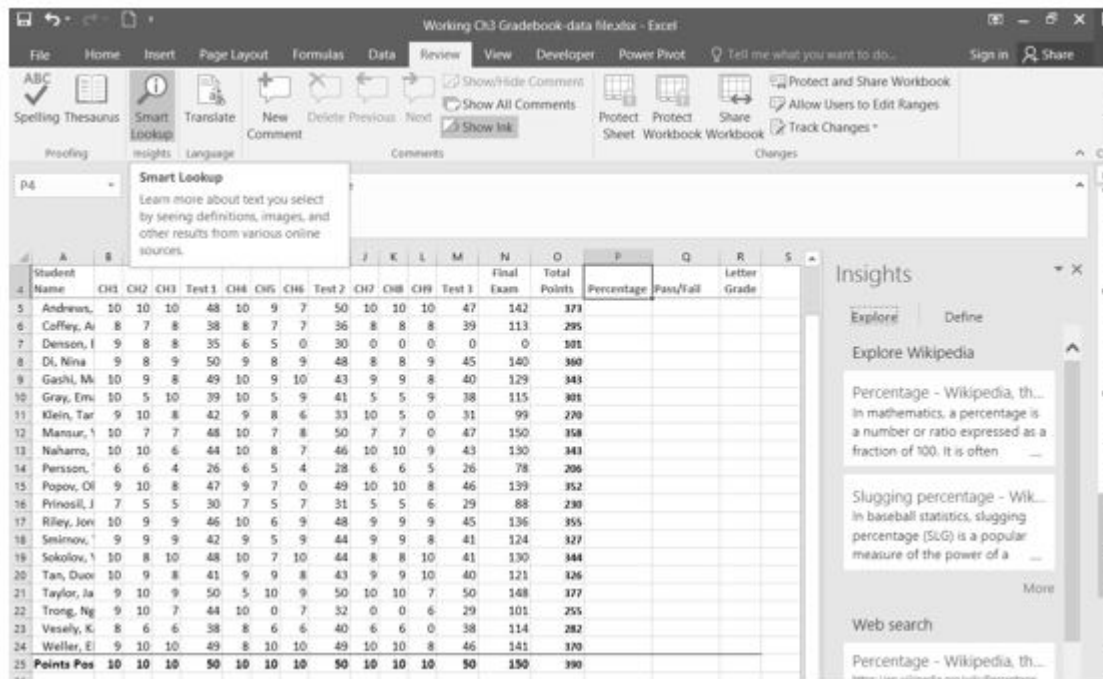 Working Ch3 Gradebook-data file.xlsx - Excel
File Home Insert Page Layout Formulas Data Review View Developer Power Pivot Tell me what you want to do... Sign in Share
ABC
Spelling Thesaurus Smart Lookup Translate New Comment Delete Previous Next Show/Hide Comment
Show All Comments
Show Ink
Protect Sheet Protect Workbook Share Workbook Protect and Share Workbook
Allow Users to Edit Ranges
Track Changes
Proofing Insights Language Comments Changes
P4
Smart Lookup
Learn more about text you select
by seeing definitions, images, and
other results from various online
sources.
A B J K L M N O P Q R S
4 Student Name CH1 CH2 CH3 Test 1 CH4 CH5 CH6 Test 2 CH7 CH8 CH9 Test 3 Final Exam Total Points Percentage Pass/Fail Letter Grade
5 Andrews, 10 10 10 48 10 9 7 50 10 10 10 47 142 373
6 Coffey, A 8 7 8 38 8 7 7 36 8 8 8 39 113 295
7 Denson, 9 8 8 35 6 5 0 30 0 0 0 0 0 101
8 Di, Nina 9 8 9 50 9 8 9 48 8 8 9 45 140 360
9 Gashi, M 10 9 8 49 10 9 10 43 9 9 8 40 129 343
10 Gray, Em 10 5 10 39 10 5 9 41 5 5 9 38 115 301
11 Klein, Tar 9 10 8 42 9 8 6 33 10 5 0 31 99 270
12 Mansur, 10 7 7 48 10 7 8 50 7 7 0 47 150 358
13 Naharro, 10 10 6 44 10 8 7 46 10 10 9 43 130 343
14 Persson, 6 6 4 26 6 5 4 28 6 6 5 26 78 206
15 Popov, Ol 9 10 8 47 9 7 0 49 10 10 8 46 139 352
16 Prinosil, J 7 5 5 30 7 5 7 31 5 5 6 29 88 230
17 Riley, Jor 10 9 9 46 10 6 9 48 9 9 9 45 136 355
18 Smirnov, 9 9 9 42 9 5 9 44 9 9 8 41 124 327
19 Sokolov, 10 8 10 48 10 7 10 44 8 8 10 41 130 344
20 Tan, Duo 10 9 8 41 9 9 8 43 9 9 10 40 121 326
21 Taylor, Ja 9 10 9 50 5 10 9 50 10 10 7 50 148 377
22 Trong, Ng 9 10 7 44 10 0 7 32 0 0 6 29 101 255
23 Vesely, K 8 6 6 38 8 6 6 40 6 6 0 38 114 282
24 Weller, E 9 10 10 49 8 10 10 49 10 10 8 46 141 370
25 Points Pos 10 10 10 50 10 10 10 50 10 10 10 50 150 390
Insights
Explore Define
Explore Wikipedia
Percentage - Wikipedia, th...
In mathematics, a percentage is
a number or ratio expressed as a
fraction of 100. It is often ...
Slugging percentage - Wik...
In baseball statistics, slugging
percentage (SLG) is a popular
measure of the power of a ...
More
Web search
Percentage - Wikipedia, th...